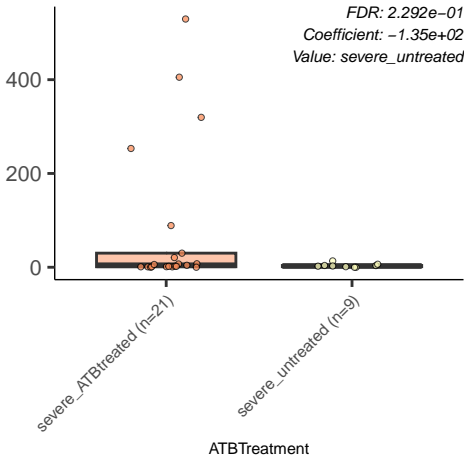 FDR: 2.292e−01
Coefficient: −1.35e+02
Value: severe_untreated
400
200
0
severe_ATBtreated (n=21)
severe_untreated (n=9)
ATBTreatment